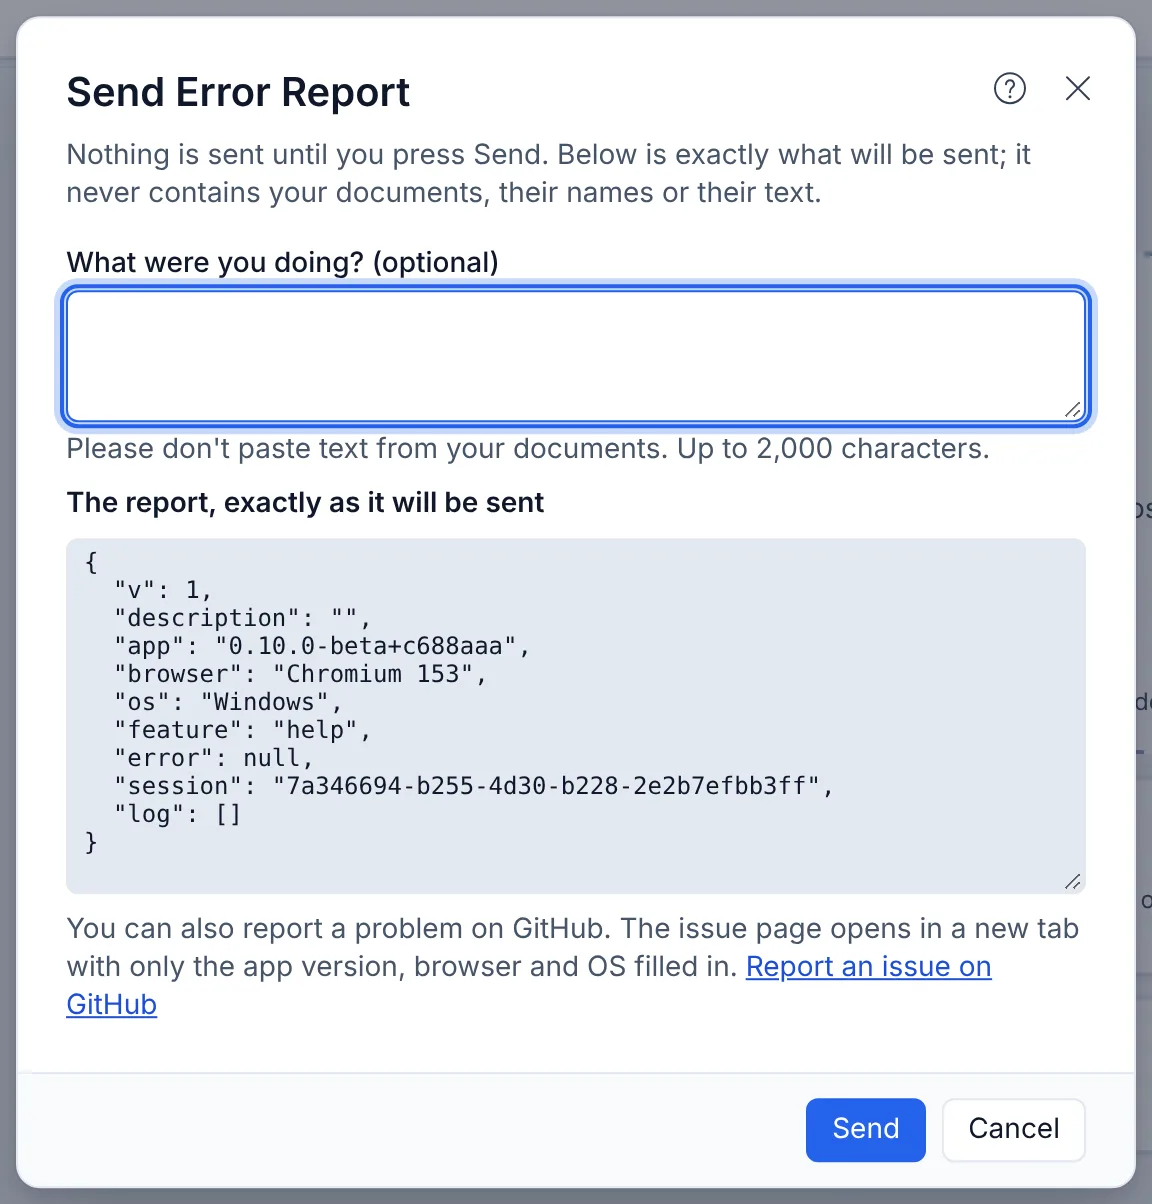 Send Error Report
Nothing is sent until you press Send. Below is exactly what will be sent; it
never contains your documents, their names or their text.
What were you doing? (optional)
Please don't paste text from your documents. Up to 2,000 characters.
The report, exactly as it will be sent
{
  "v": 1,
  "description": "",
  "app": "0.10.0-beta+c688aaa",
  "browser": "Chromium 153",
  "os": "Windows",
  "feature": "help",
  "error": null,
  "session": "7a346694-b255-4d30-b228-2e2b7efbb3ff",
  "log": []
}
You can also report a problem on GitHub. The issue page opens in a new tab
with only the app version, browser and OS filled in. Report an issue on
GitHub
Send
Cancel